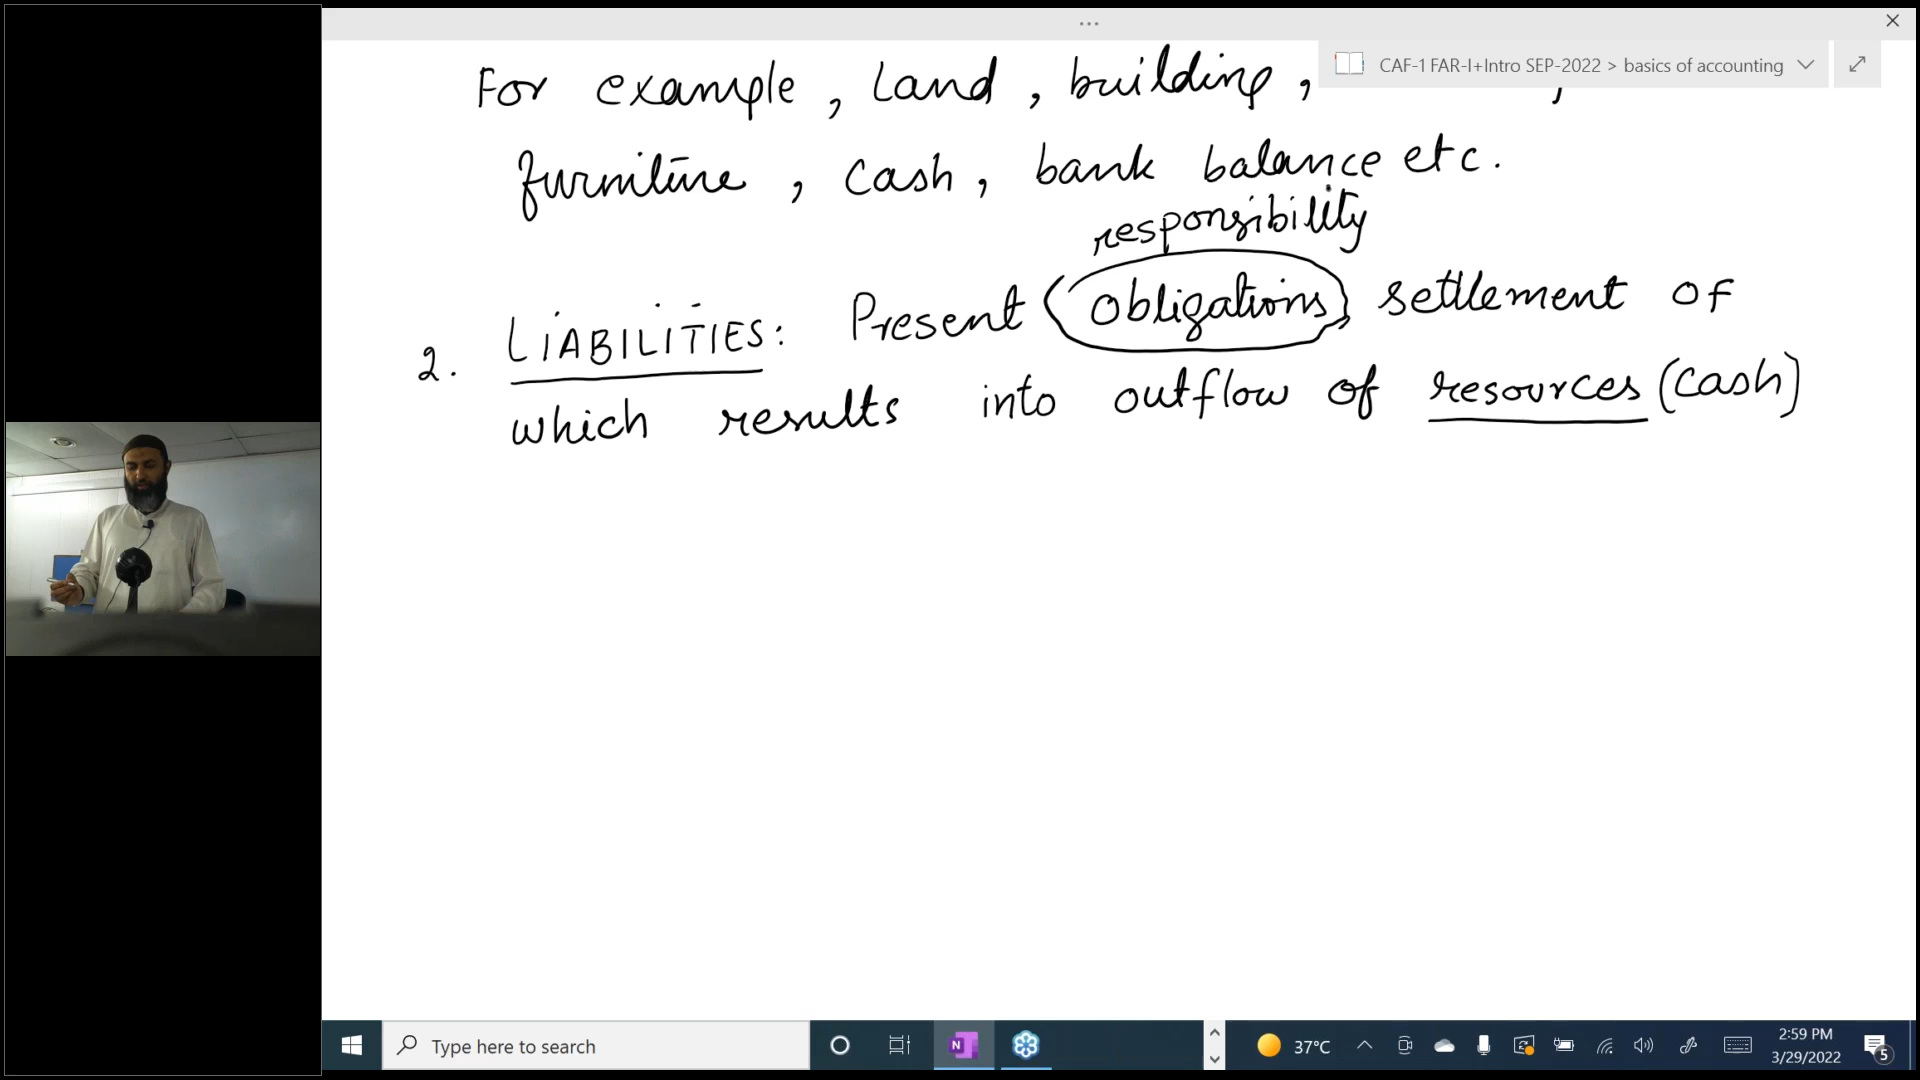 CAF-1 FAR-I+Intro SEP-2022 > basics of accounting
For example, Land, building,
furniture, cash, bank balance etc.
responsibility
2. LIABILITIES: Present (obligations), settlement of
which results into outflow of resources (cash)
Type here to search
N
37°C
2:59 PM
3/29/2022
5